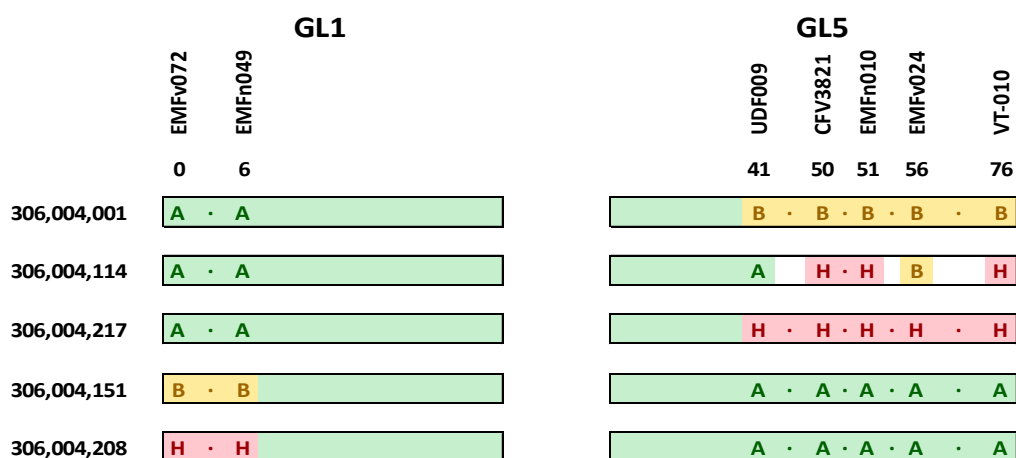 GL1 GL5
EMFv072 EMFn049 UDF009 CFV3821 EMFn010 EMFv024 VT-010
0 6 41 50 51 56 76
306,004,001 A · A B · B · B · B · B
306,004,114 A · A A H · H B H
306,004,217 A · A H · H · H · H · H
306,004,151 B · B A · A · A · A · A
306,004,208 H · H A · A · A · A · A